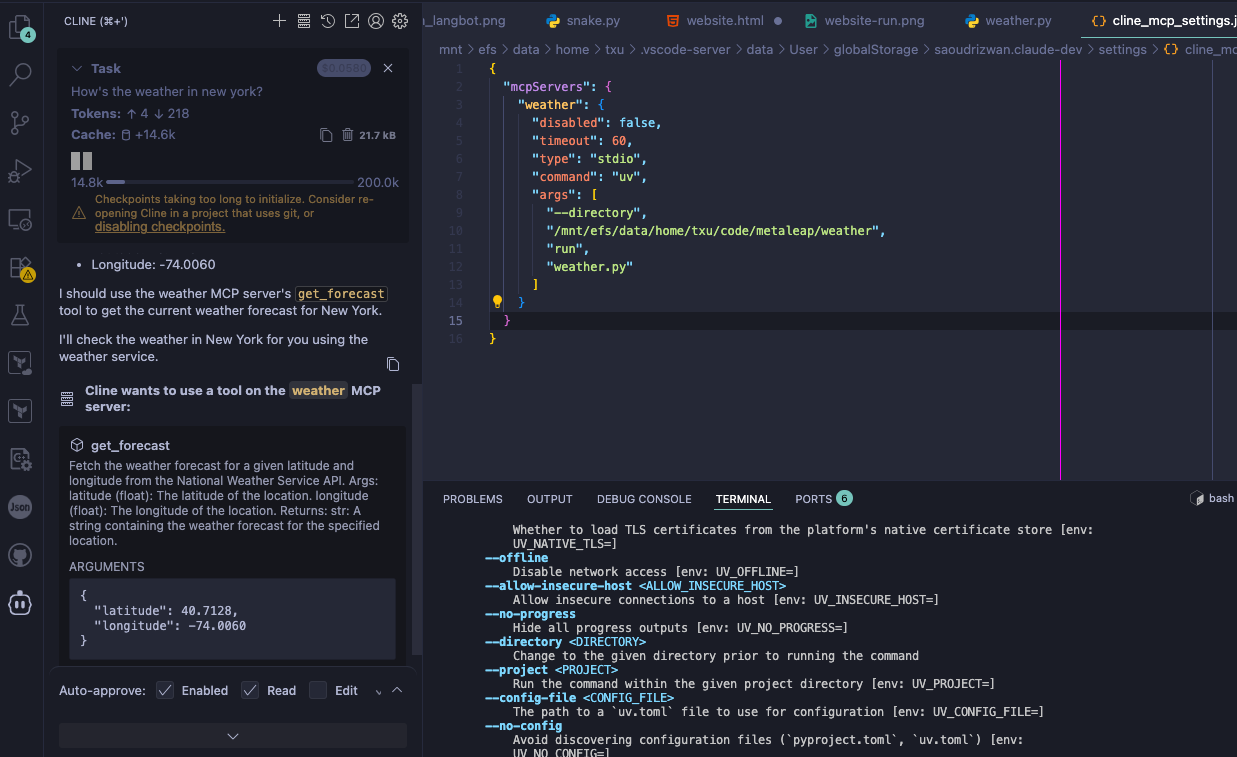 4
CLINE (⌘+')
Task
$0.0580
How's the weather in new york?
Tokens: ↑ 4 ↓ 218
Cache: +14.6k
21.7 kB
14.8k
200.0k
Checkpoints taking too long to initialize. Consider re-
opening Cline in a project that uses git, or
disabling checkpoints.
• Longitude: -74.0060
I should use the weather MCP server's get_forecast
tool to get the current weather forecast for New York.
I'll check the weather in New York for you using the
weather service.
Cline wants to use a tool on the weather MCP
server:
get_forecast
Fetch the weather forecast for a given latitude and
longitude from the National Weather Service API. Args:
latitude (float): The latitude of the location. longitude
(float): The longitude of the location. Returns: str: A
string containing the weather forecast for the specified
location.
ARGUMENTS
{
"latitude": 40.7128,
"longitude": -74.0060
}
Auto-approve: Enabled Read Edit
Json
n_langbot.png snake.py website.html website-run.png weather.py cline_mcp_settings.j
mnt > efs > data > home > txu > .vscode-server > data > User > globalStorage > saoudrizwan.claude-dev > settings > {} cline_mc
1 {
2 "mcpServers": {
3 "weather": {
4 "disabled": false,
5 "timeout": 60,
6 "type": "stdio",
7 "command": "uv",
8 "args": [
9 "--directory",
10 "/mnt/efs/data/home/txu/code/metaleap/weather",
11 "run",
12 "weather.py"
13 ]
14 }
15 }
16 }
PROBLEMS OUTPUT DEBUG CONSOLE TERMINAL PORTS 6 bash
Whether to load TLS certificates from the platform's native certificate store [env:
UV_NATIVE_TLS=]
--offline
Disable network access [env: UV_OFFLINE=]
--allow-insecure-host <ALLOW_INSECURE_HOST>
Allow insecure connections to a host [env: UV_INSECURE_HOST=]
--no-progress
Hide all progress outputs [env: UV_NO_PROGRESS=]
--directory <DIRECTORY>
Change to the given directory prior to running the command
--project <PROJECT>
Run the command within the given project directory [env: UV_PROJECT=]
--config-file <CONFIG_FILE>
The path to a `uv.toml` file to use for configuration [env: UV_CONFIG_FILE=]
--no-config
Avoid discovering configuration files (`pyproject.toml`, `uv.toml`) [env:
UV_NO_CONFIG=]